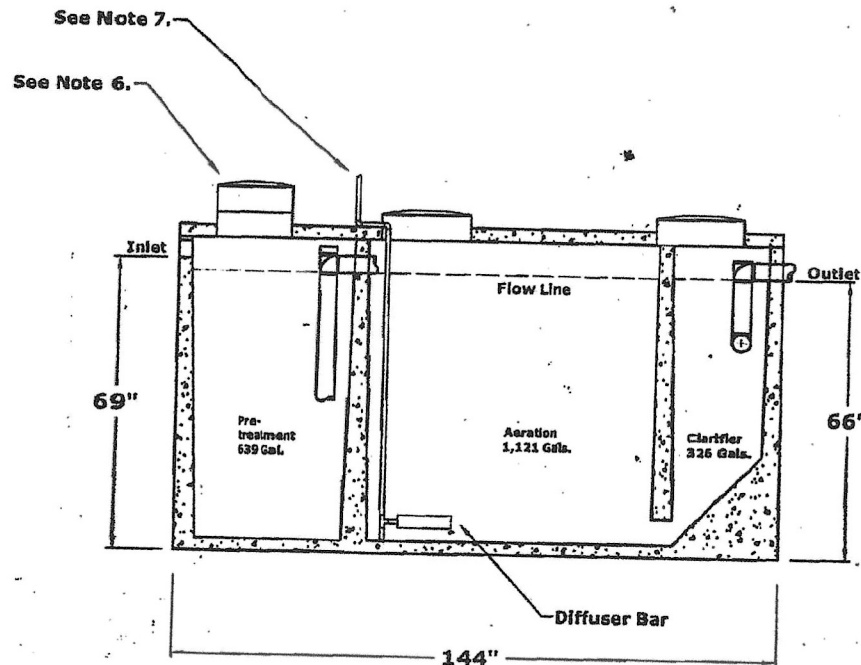 See Note 7.
See Note 6.
Inlet
Outlet
Flow Line
69"
66"
Pre-
treatment
639 Gal.
Aeration
1,121 Gals.
Clarifier
326 Gals.
Diffuser Bar
144"